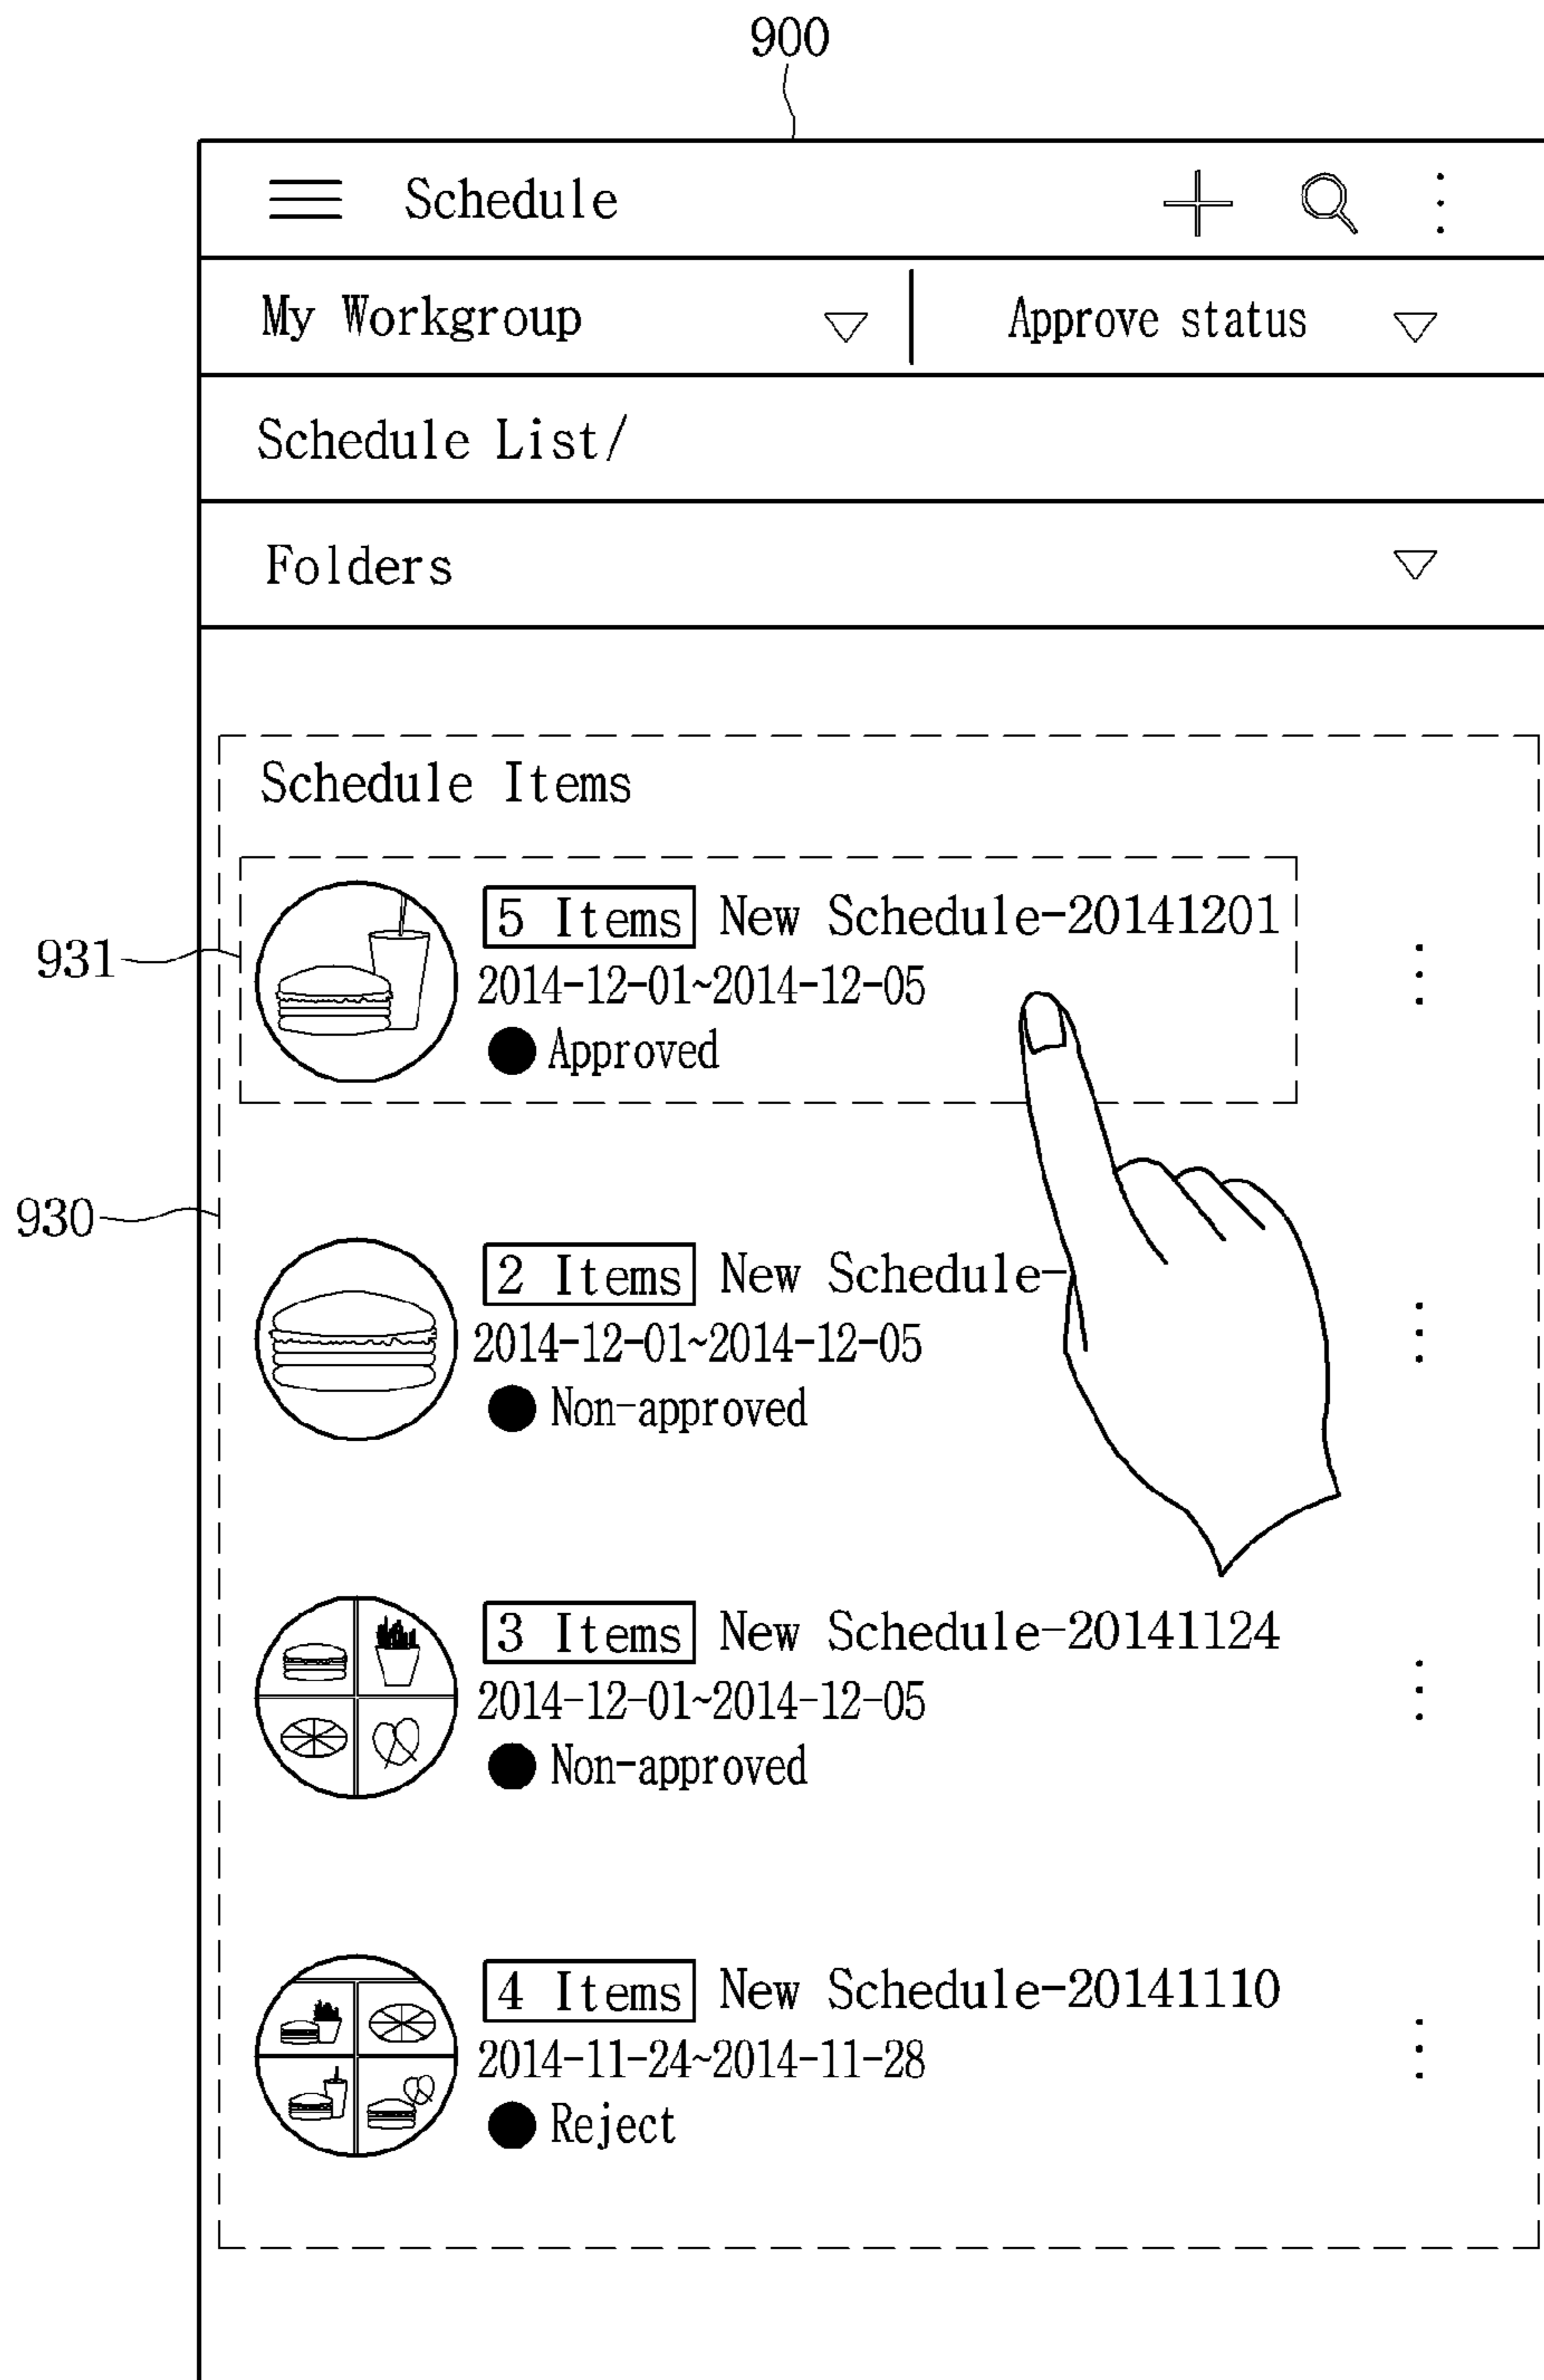 900
Schedule
My Workgroup Approve status
Schedule List/
Folders
Schedule Items
5 Items New Schedule-20141201
931
2014-12-01~2014-12-05
Approved
930
2 Items New Schedule-
2014-12-01~2014-12-05
Non-approved
3 Items New Schedule-20141124
2014-12-01~2014-12-05
Non-approved
4 Items New Schedule-20141110
2014-11-24~2014-11-28
Reject